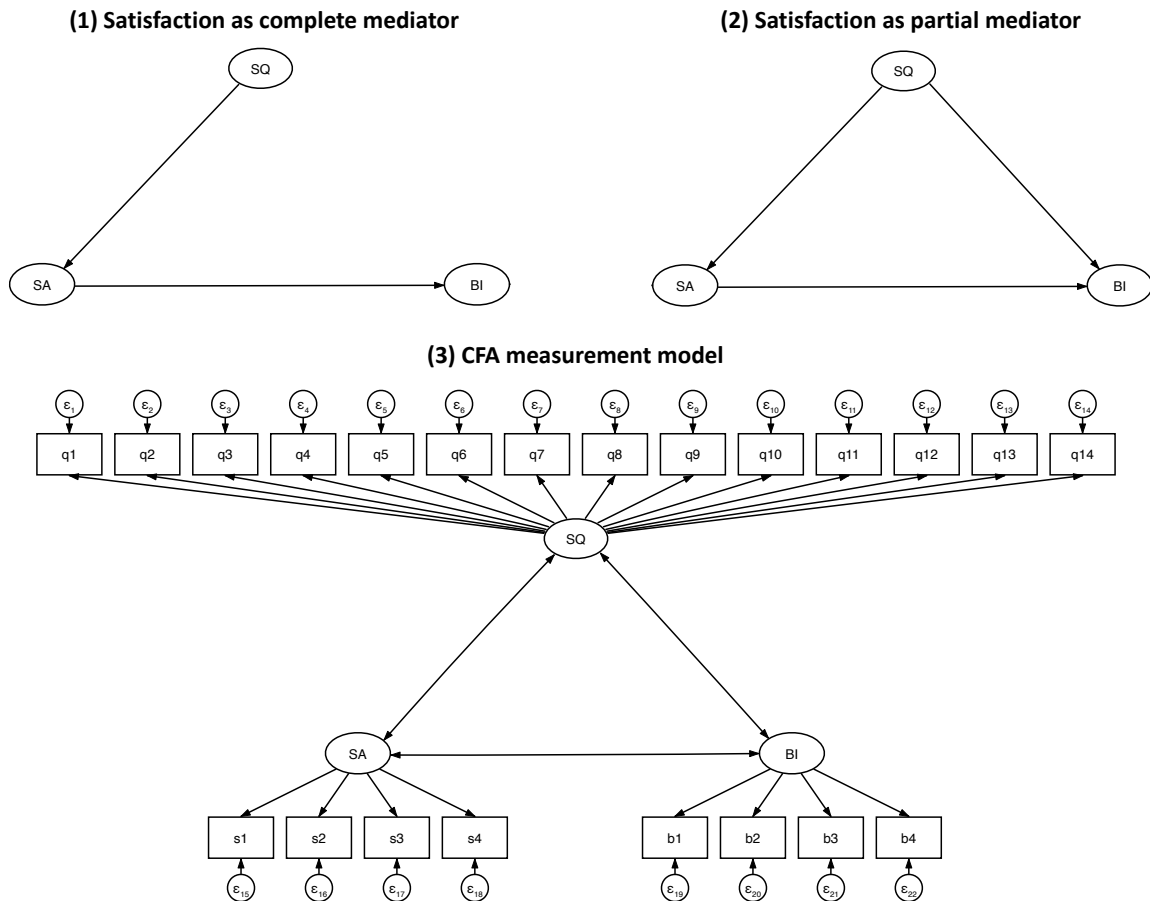 (1) Satisfaction as complete mediator
(2) Satisfaction as partial mediator
SQ
SQ
SA
BI
SA
BI
(3) CFA measurement model
ε1 ε2 ε3 ε4 ε5 ε6 ε7 ε8 ε9 ε10 ε11 ε12 ε13 ε14
q1 q2 q3 q4 q5 q6 q7 q8 q9 q10 q11 q12 q13 q14
SQ
SA
BI
s1 s2 s3 s4
b1 b2 b3 b4
ε15 ε16 ε17 ε18
ε19 ε20 ε21 ε22